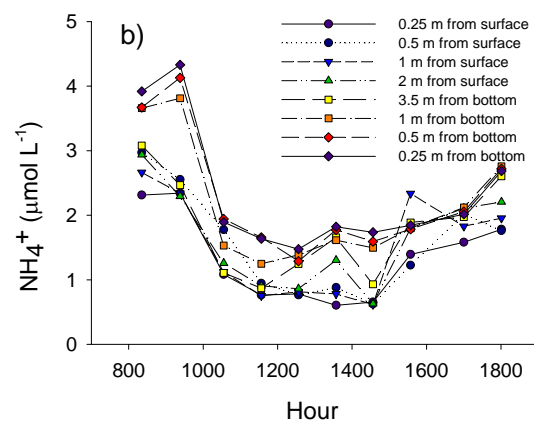 b)
0.25 m from surface
0.5 m from surface
1 m from surface
2 m from surface
3.5 m from bottom
1 m from bottom
0.5 m from bottom
0.25 m from bottom
NH4+ (μmol L-1)
5
4
3
2
1
0
800 1000 1200 1400 1600 1800
Hour